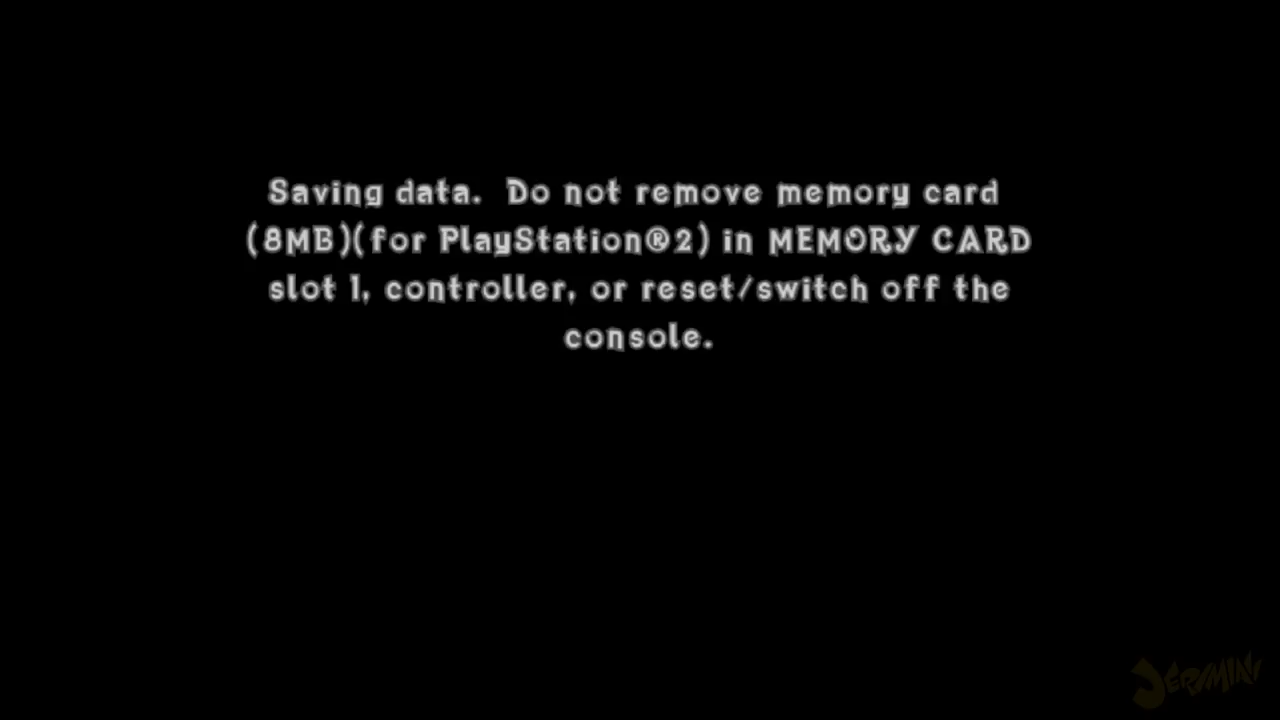 Saving data.  Do not remove memory card
(8MB)(for PlayStation®2) in MEMORY CARD
slot 1, controller, or reset/switch off the
console.
JERIMINI